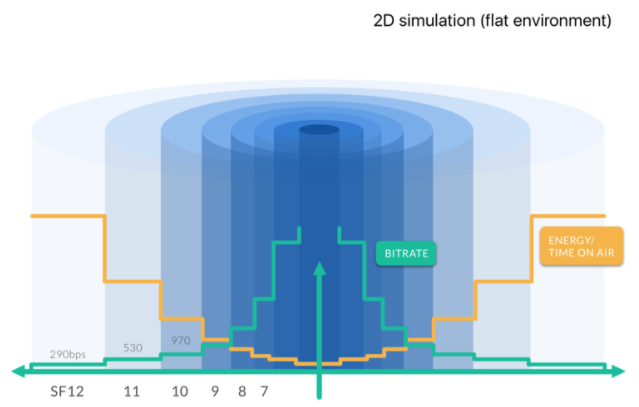 2D simulation (flat environment)
BITRATE
ENERGY/
TIME ON AIR
290bps
530
970
SF12
11
10
9
8
7